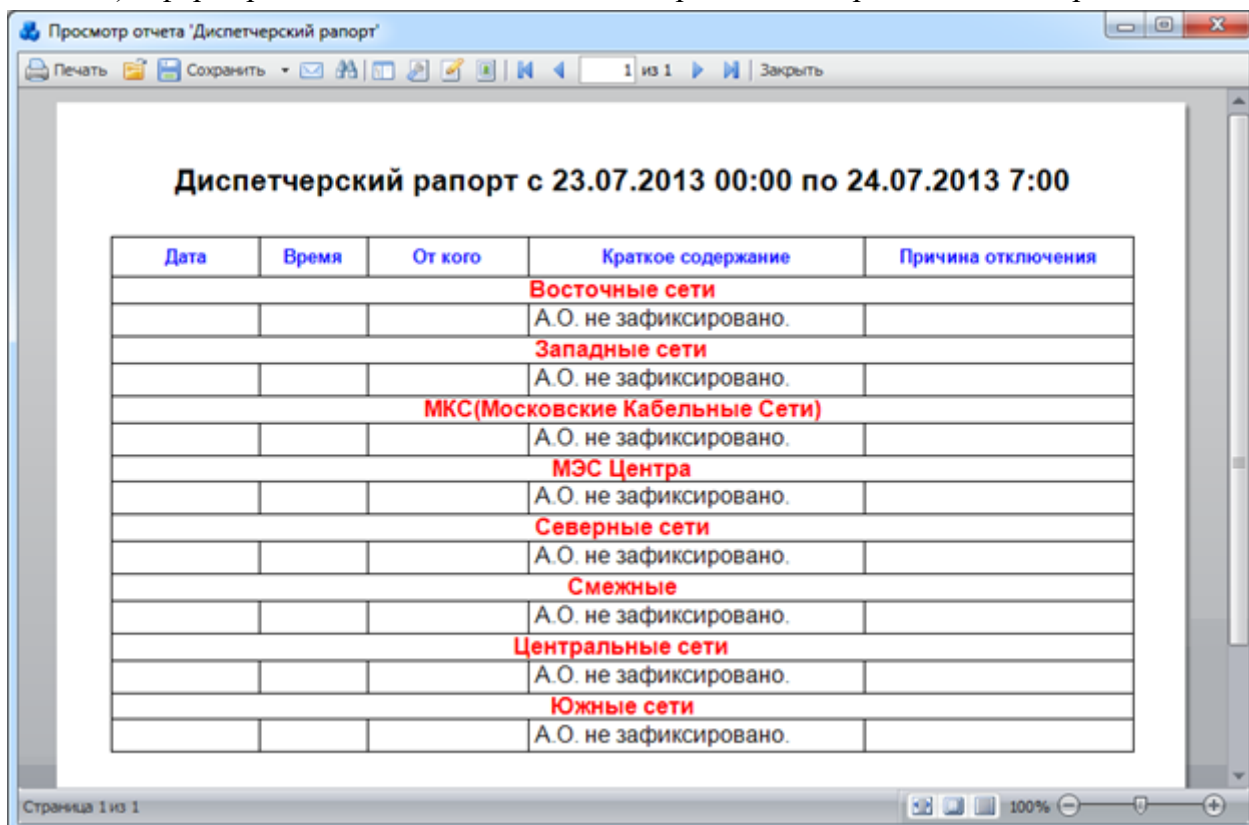 Просмотр отчета 'Диспетчерский рапорт'
Печать Сохранить 1 из 1 Закрыть
Диспетчерский рапорт с 23.07.2013 00:00 по 24.07.2013 7:00
Дата Время От кого Краткое содержание Причина отключения
Восточные сети
А.О. не зафиксировано.
Западные сети
А.О. не зафиксировано.
МКС(Московские Кабельные Сети)
А.О. не зафиксировано.
МЭС Центра
А.О. не зафиксировано.
Северные сети
А.О. не зафиксировано.
Смежные
А.О. не зафиксировано.
Центральные сети
А.О. не зафиксировано.
Южные сети
А.О. не зафиксировано.
Страница 1 из 1 100%